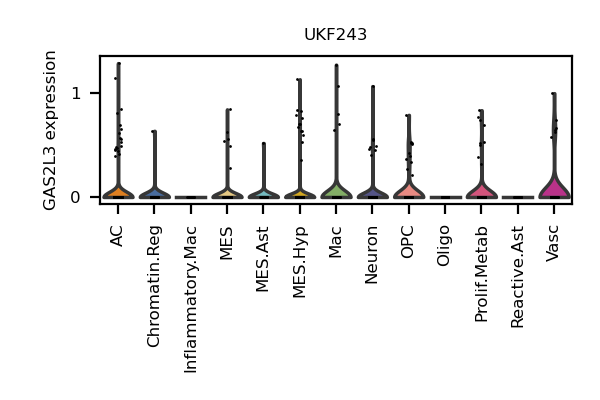 UKF243
GAS2L3 expression
1
0
AC
Chromatin.Reg
Inflammatory.Mac
MES
MES.Ast
MES.Hyp
Mac
Neuron
OPC
Oligo
Prolif.Metab
Reactive.Ast
Vasc